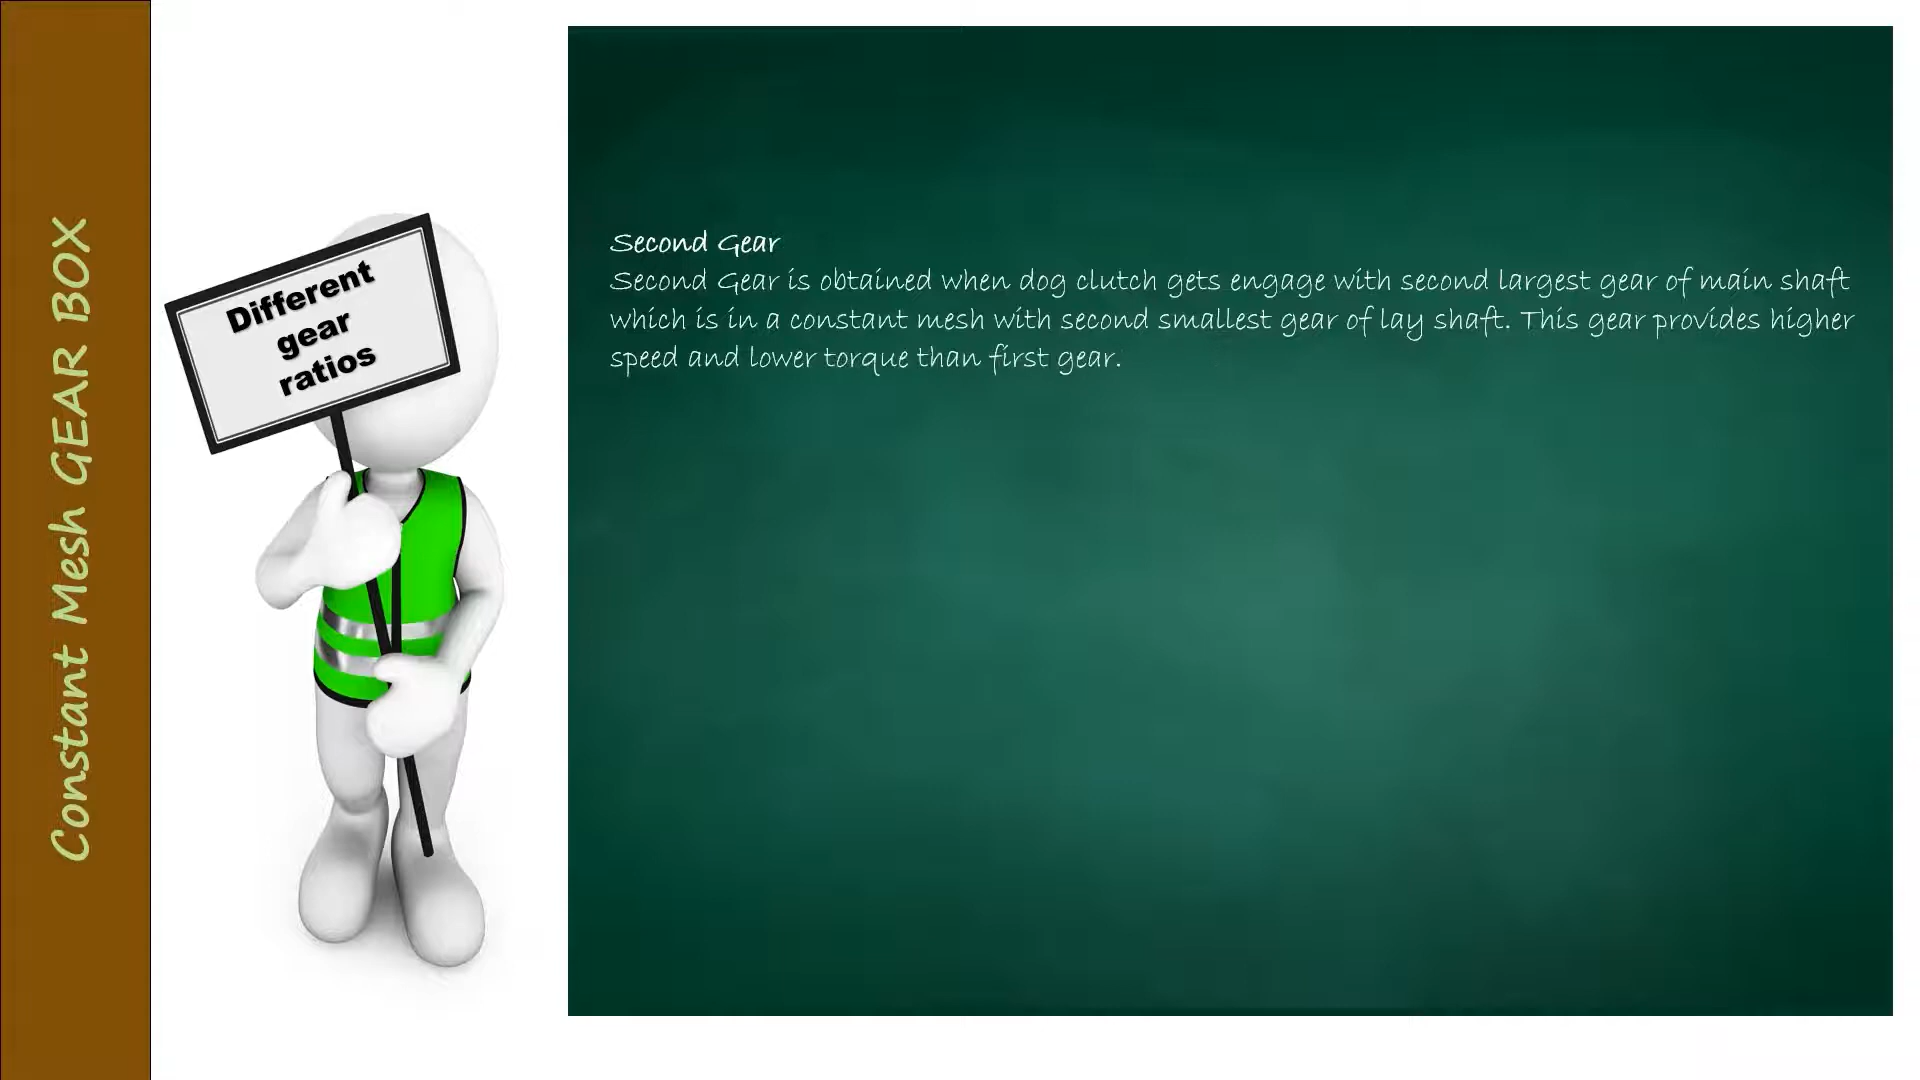 Constant Mesh GEAR BOX
Different
gear
ratios
Second Gear
Second Gear is obtained when dog clutch gets engage with second largest gear of main shaft
which is in a constant mesh with second smallest gear of lay shaft. This gear provides higher
speed and lower torque than first gear.